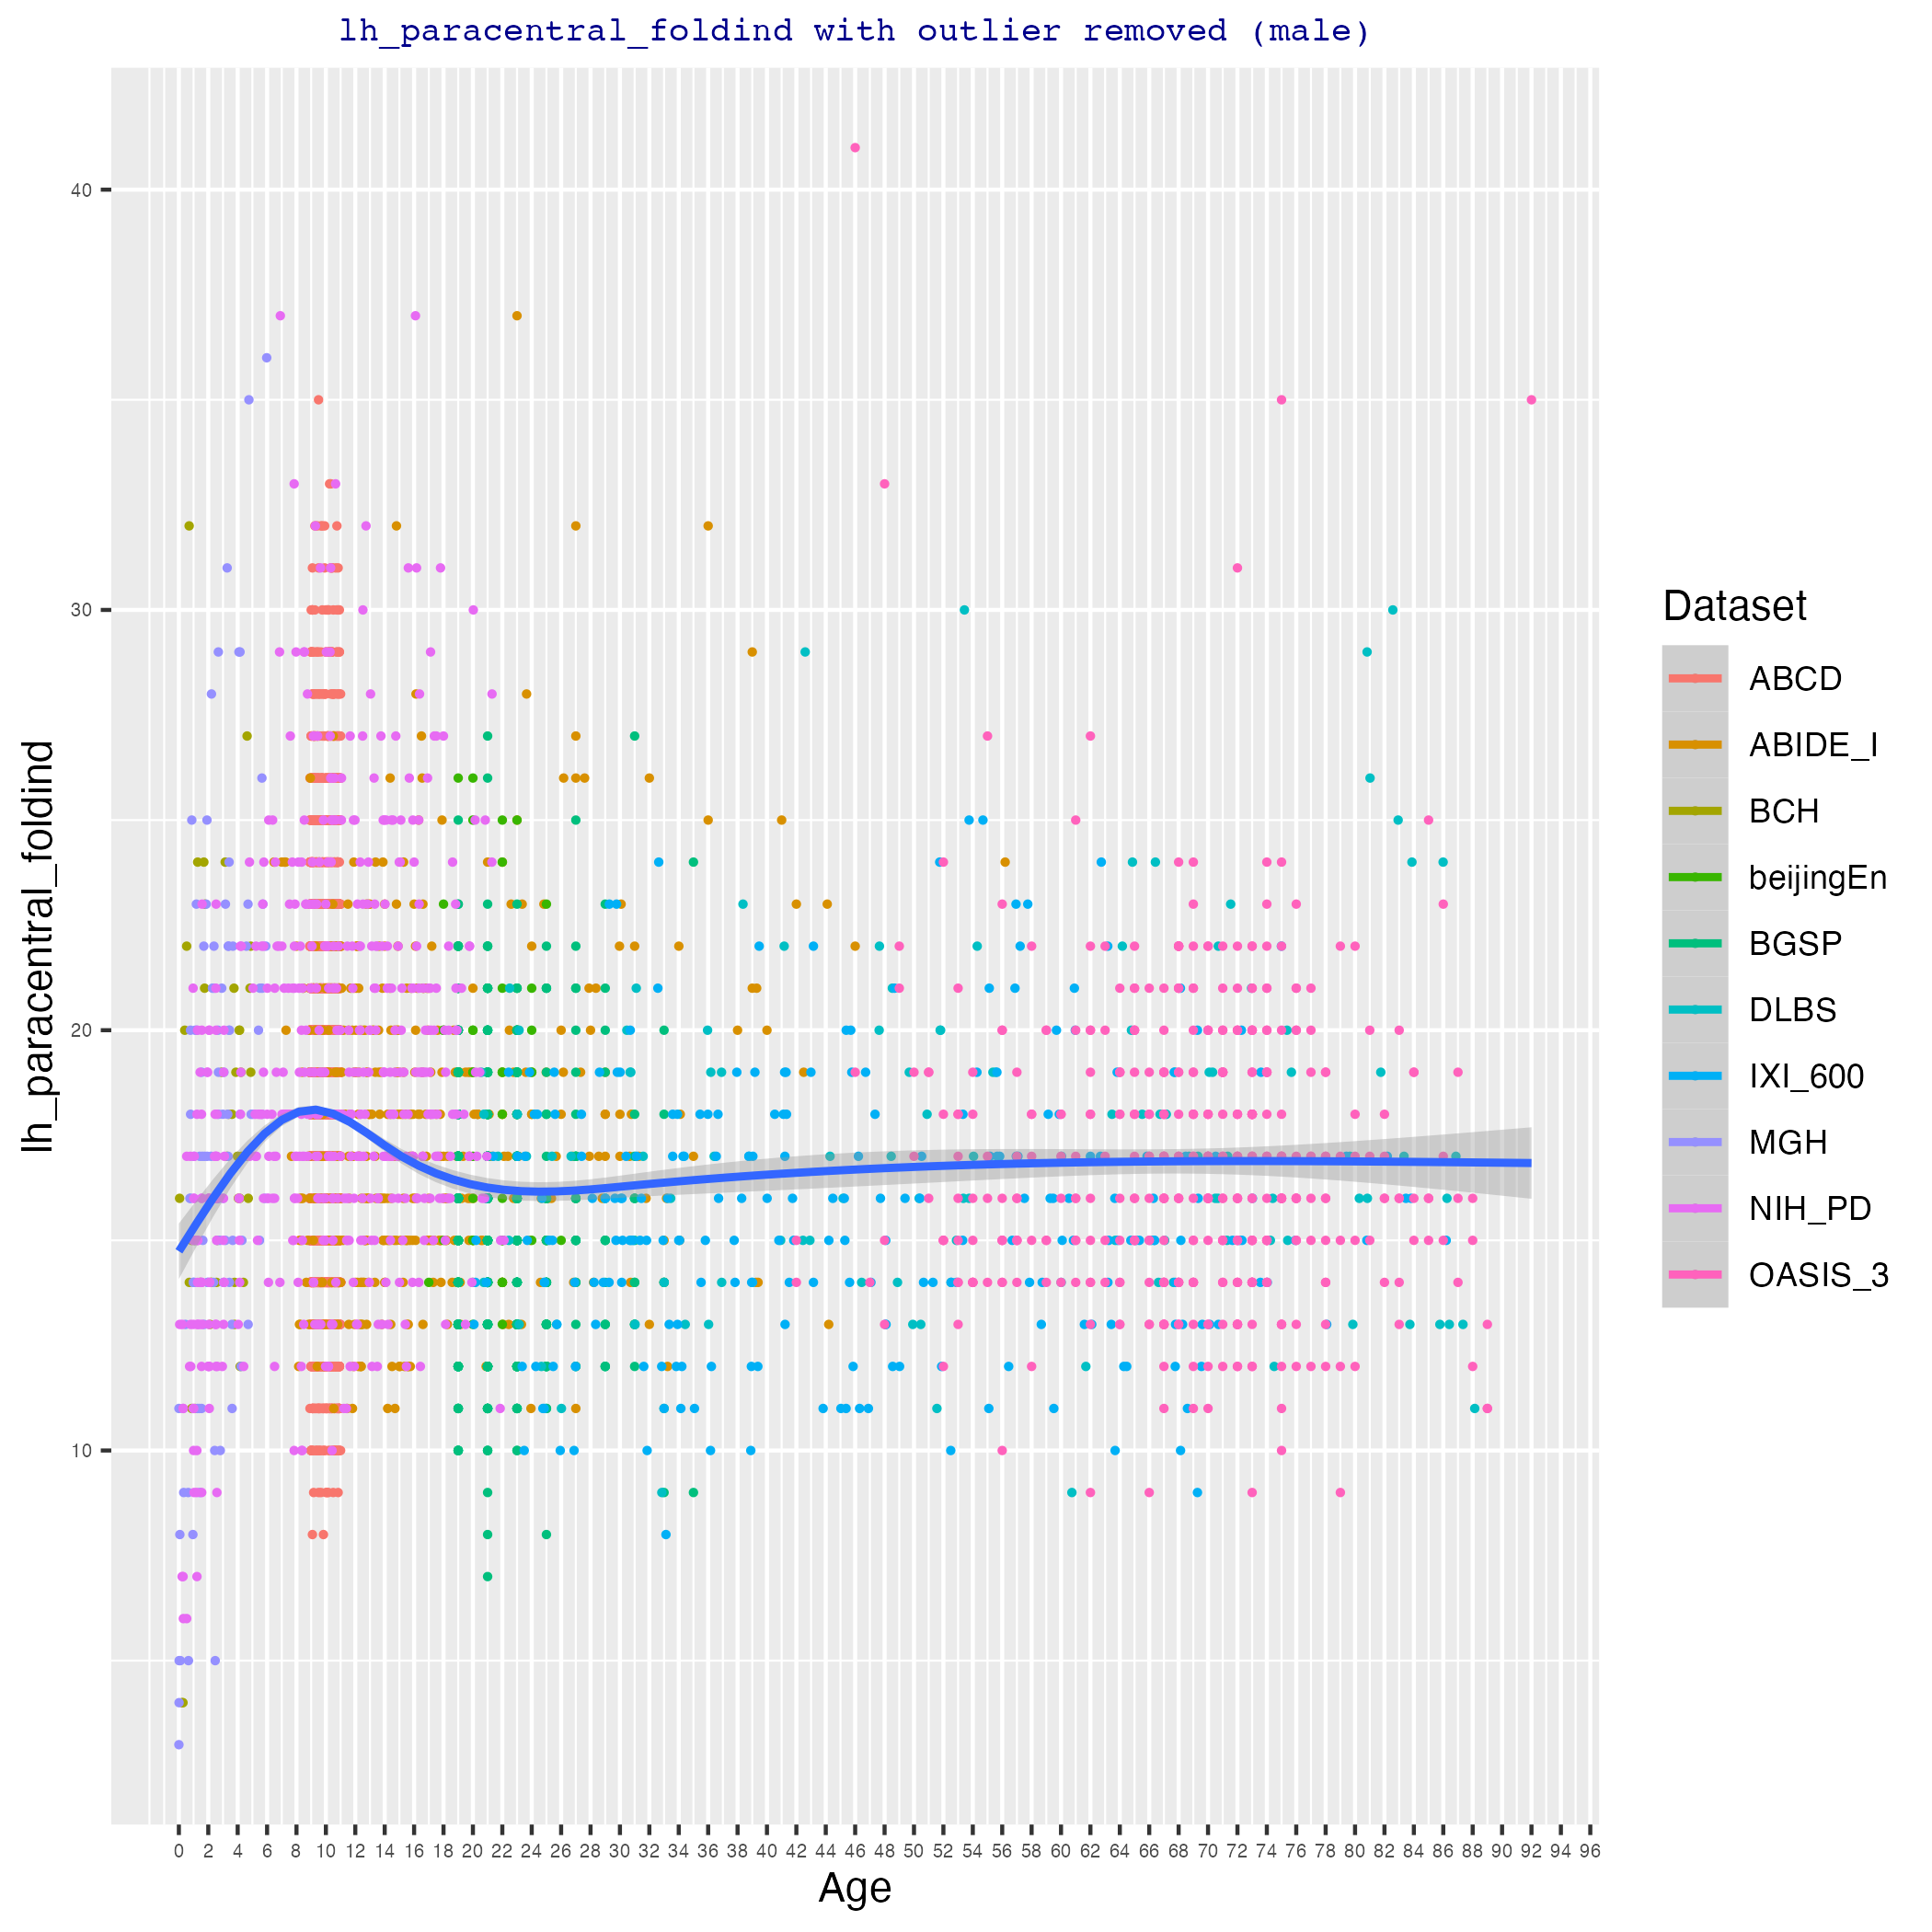 lh_paracentral_foldind with outlier removed (male)
lh_paracentral_foldind
40
30
20
10
0 2 4 6 8 10 12 14 16 18 20 22 24 26 28 30 32 34 36 38 40 42 44 46 48 50 52 54 56 58 60 62 64 66 68 70 72 74 76 78 80 82 84 86 88 90 92 94 96
Age
Dataset
ABCD
ABIDE_I
BCH
beijingEn
BGSP
DLBS
IXI_600
MGH
NIH_PD
OASIS_3